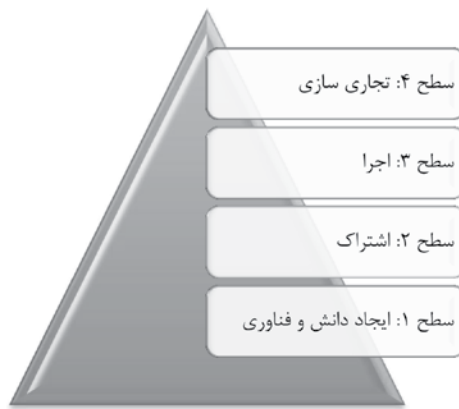 سطح ۴: تجاری سازی
سطح ۳: اجرا
سطح ۲: اشتراک
سطح ۱: ایجاد دانش و فناوری